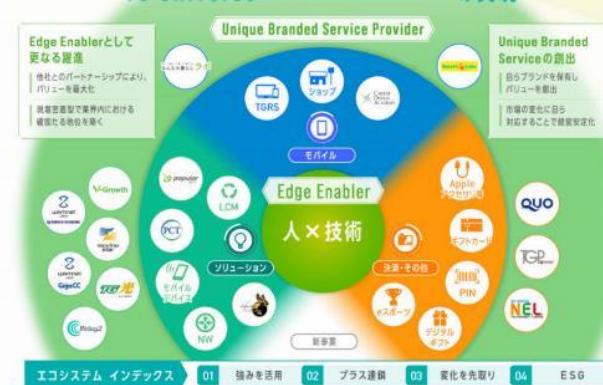 Unique Branded Service Provider
Edge Enablerとして
更なる躍進
他社とのパートナーシップにより、
バリューを最大化
現場密着型で業界内における
確固たる地位を築く
Unique Branded
Serviceの創出
自らブランドを保有し
バリューを創出
市場の変化に自ら
対応することで経営安定化
TGRS
ショップ
モバイル
popular
LCM
PCT
ソリューション
モバイル
デバイス
NW
Edge Enabler
人×技術
Apple
アクセサリ等
ギフトカード
決済・その他
PIN
eスポーツ
デジタル
ギフト
新事業
V-Growth
GigaCC
QUO
TGP
NEL
エコシステム インデックス
01 強みを活用
02 プラス連鎖
03 変化を先取り
04 ESG